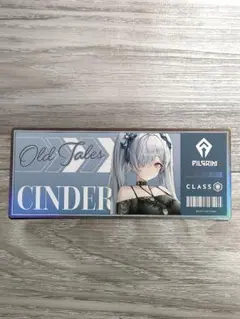 Old Tales
CINDER
PILGRIM
CLASS